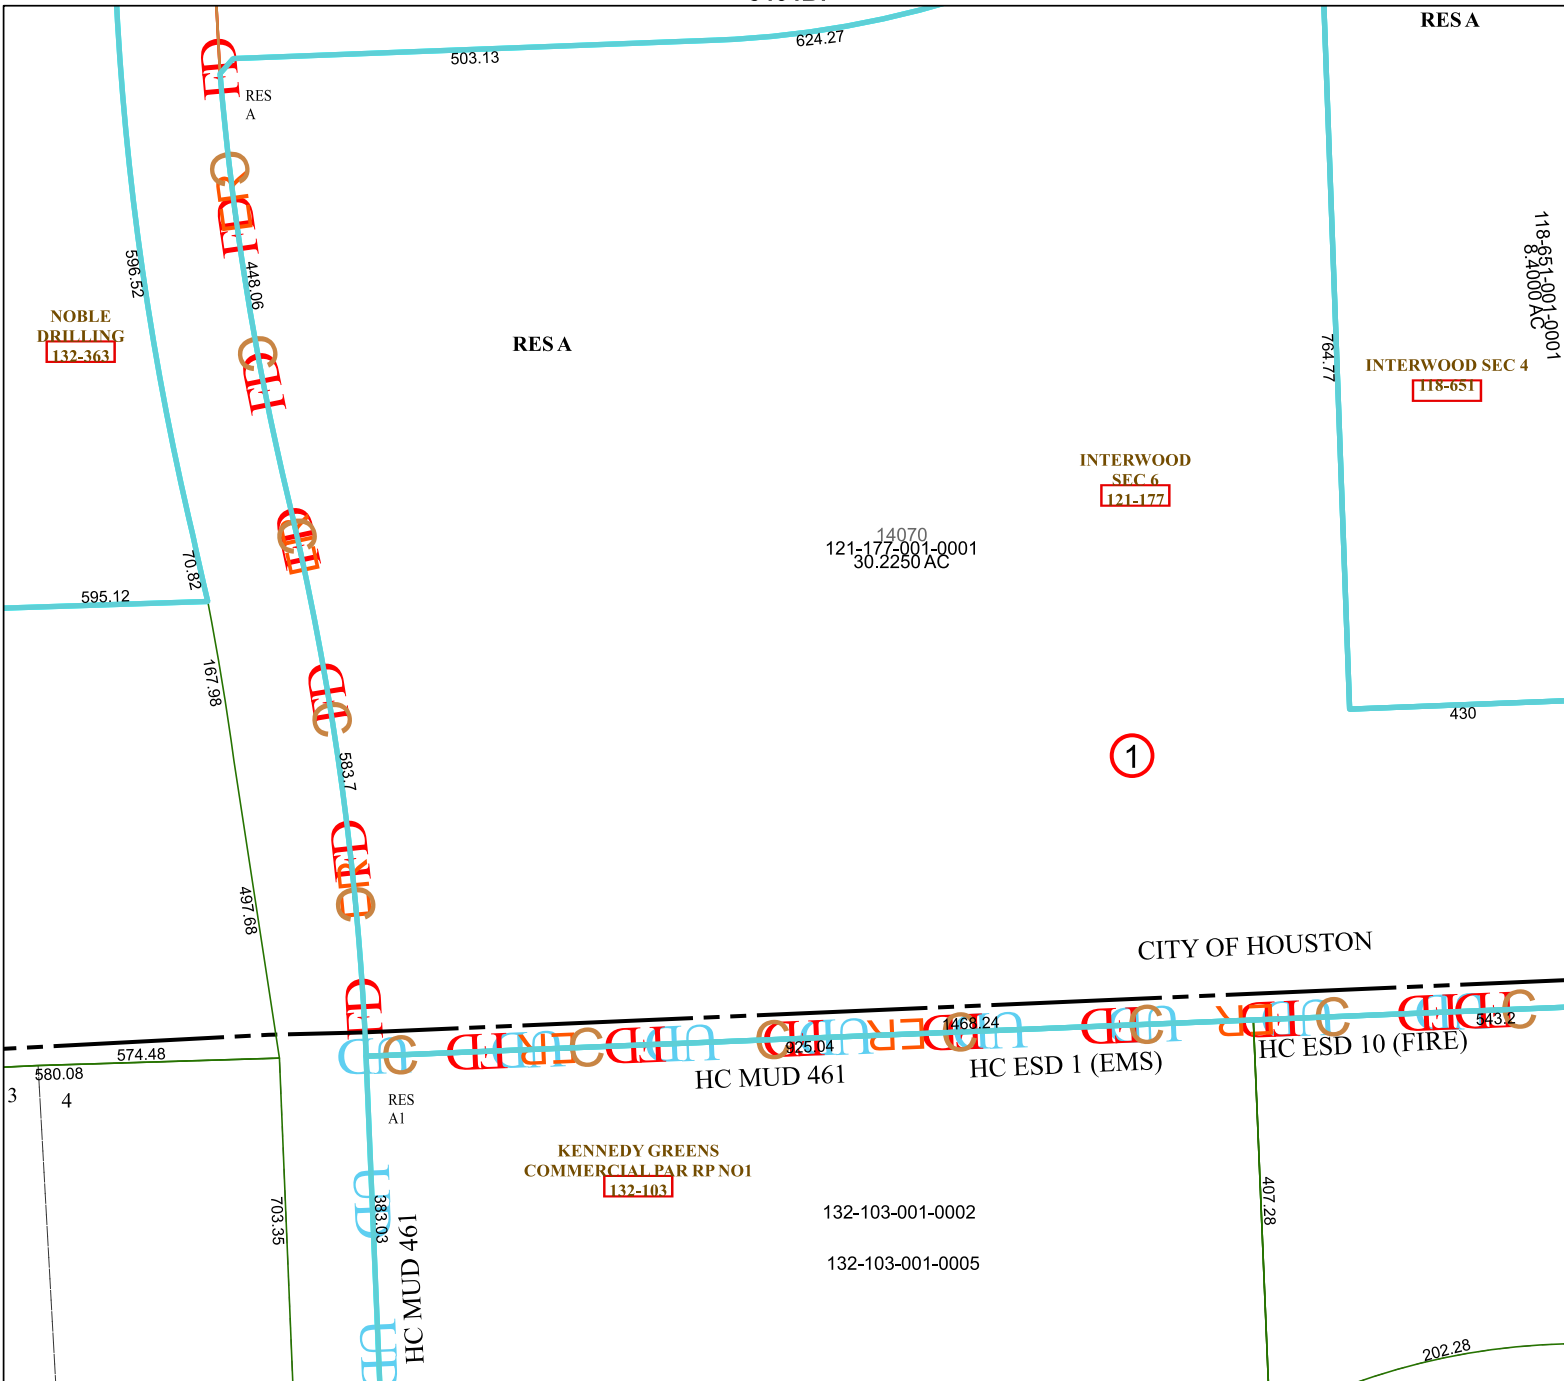 RES A
624.27
503.13
RES
A
118-651-001-0001
8.4000 AC
596.52
448.06
NOBLE
DRILLING
132-363
RES A
764.77
INTERWOOD SEC 4
118-651
INTERWOOD
SEC 6
121-177
14070
121-177-001-0001
30.2250 AC
70.82
595.12
167.98
430
1
583.7
497.68
CITY OF HOUSTON
1468.24
543.2
925.04
574.48
580.08
HC MUD 461
HC ESD 1 (EMS)
HC ESD 10 (FIRE)
3
4
RES
A1
KENNEDY GREENS
COMMERCIAL PAR RP NO1
132-103
703.35
383.03
407.28
132-103-001-0002
132-103-001-0005
HC MUD 461
202.28